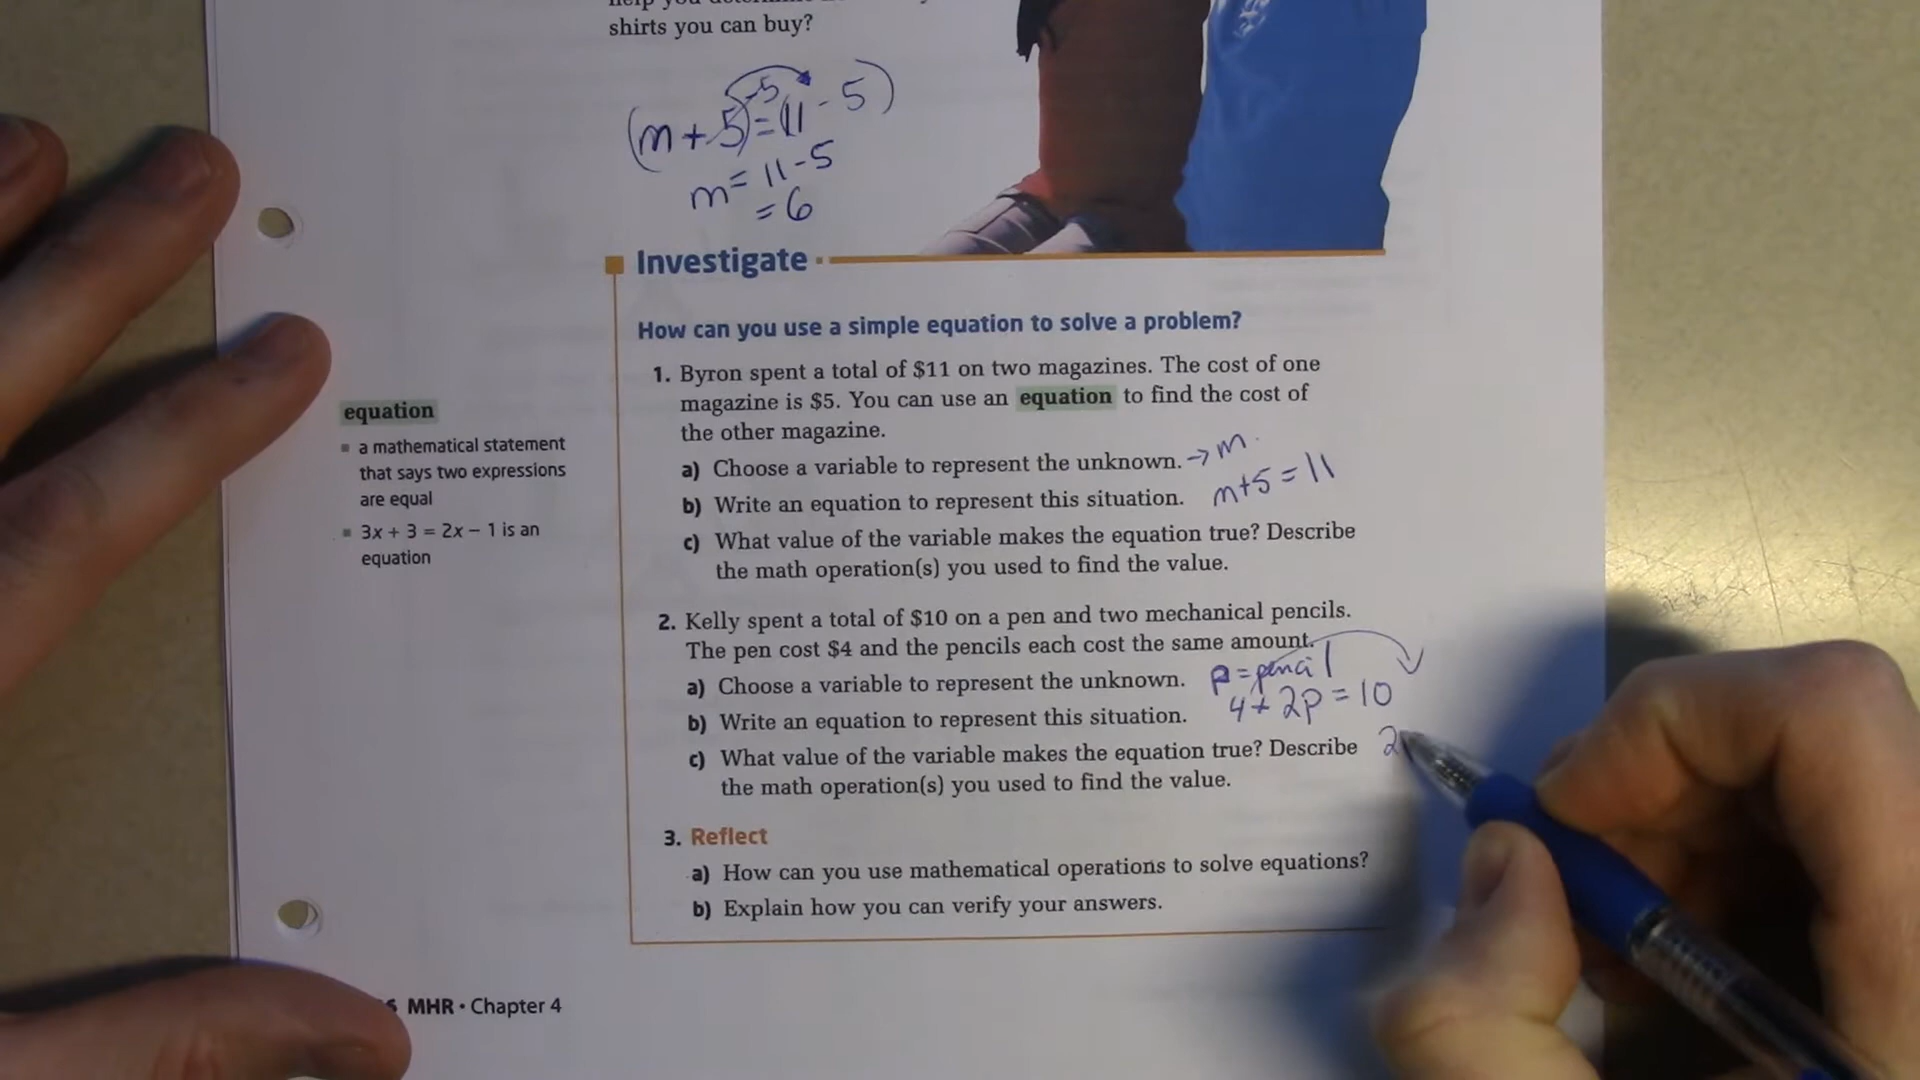 shirts you can buy?
-5
(m + 5) = (11 - 5)
m = 11 - 5
= 6
Investigate
How can you use a simple equation to solve a problem?
1. Byron spent a total of $11 on two magazines. The cost of one
magazine is $5. You can use an equation to find the cost of
the other magazine.
a) Choose a variable to represent the unknown. → m
b) Write an equation to represent this situation. m+5 = 11
c) What value of the variable makes the equation true? Describe
the math operation(s) you used to find the value.
equation
a mathematical statement
that says two expressions
are equal
3x + 3 = 2x − 1 is an
equation
2. Kelly spent a total of $10 on a pen and two mechanical pencils.
The pen cost $4 and the pencils each cost the same amount.
a) Choose a variable to represent the unknown. P = pencil
b) Write an equation to represent this situation. 4 + 2p = 10
c) What value of the variable makes the equation true? Describe 2
the math operation(s) you used to find the value.
3. Reflect
a) How can you use mathematical operations to solve equations?
b) Explain how you can verify your answers.
MHR • Chapter 4